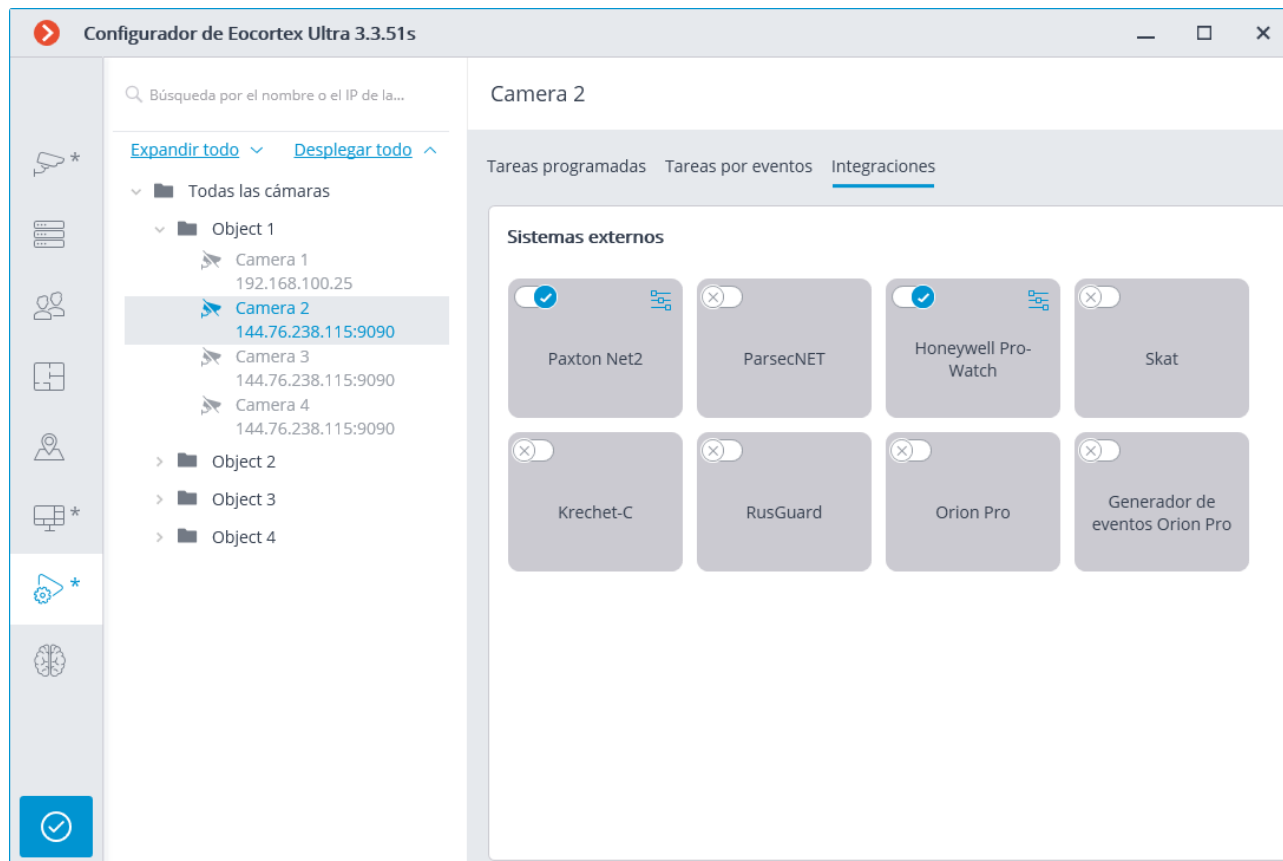 Configurador de Eocortex Ultra 3.3.51s
Búsqueda por el nombre o el IP de la...
Expandir todo
Desplegar todo
Todas las cámaras
Object 1
Camera 1
192.168.100.25
Camera 2
144.76.238.115:9090
Camera 3
144.76.238.115:9090
Camera 4
144.76.238.115:9090
Object 2
Object 3
Object 4
Camera 2
Tareas programadas
Tareas por eventos
Integraciones
Sistemas externos
Paxton Net2
ParsecNET
Honeywell Pro-
Watch
Skat
Krechet-C
RusGuard
Orion Pro
Generador de
eventos Orion Pro